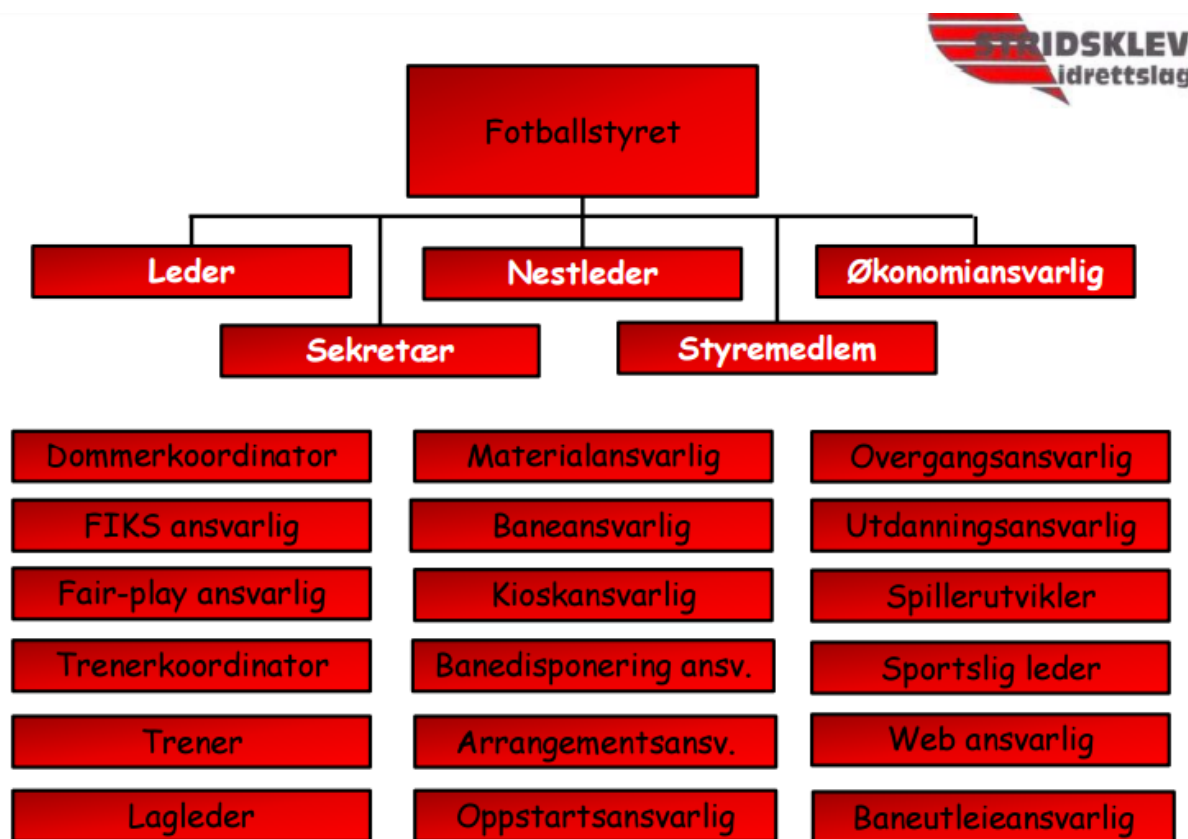 STRIDSKLEV
idrettslag
Fotballstyret
Leder
Nestleder
Økonomiansvarlig
Sekretær
Styremedlem
Dommerkoordinator
Materialansvarlig
Overgangsansvarlig
FIKS ansvarlig
Baneansvarlig
Utdanningsansvarlig
Fair-play ansvarlig
Kioskansvarlig
Spillerutvikler
Trenerkoordinator
Banedisponering ansv.
Sportslig leder
Trener
Arrangementsansv.
Web ansvarlig
Lagleder
Oppstartsansvarlig
Baneutleieansvarlig